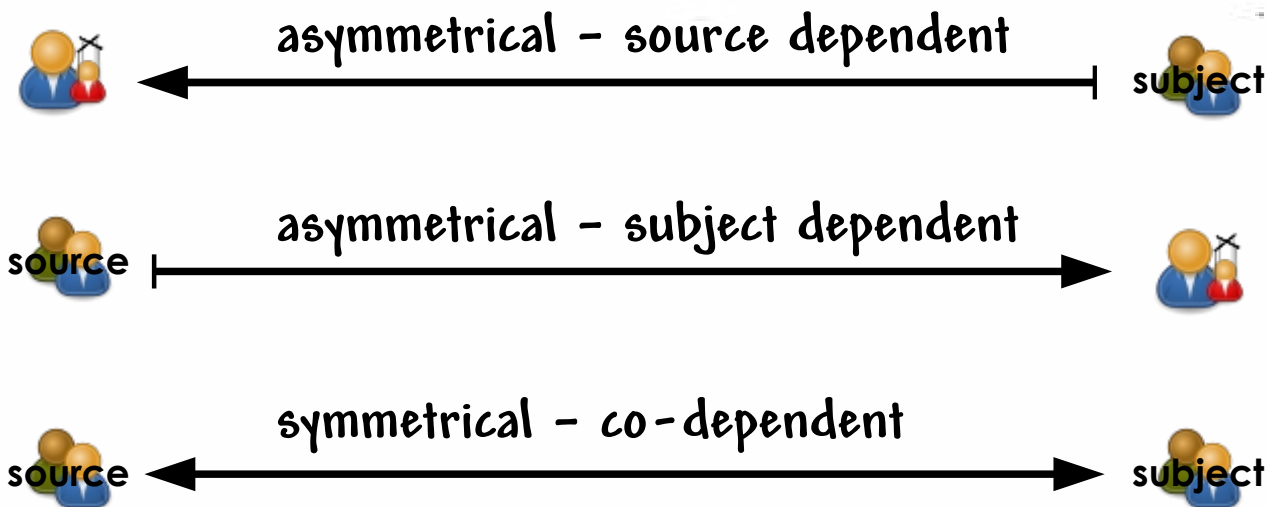 asymmetrical - source dependent
subject
asymmetrical - subject dependent
source
symmetrical - co-dependent
source
subject